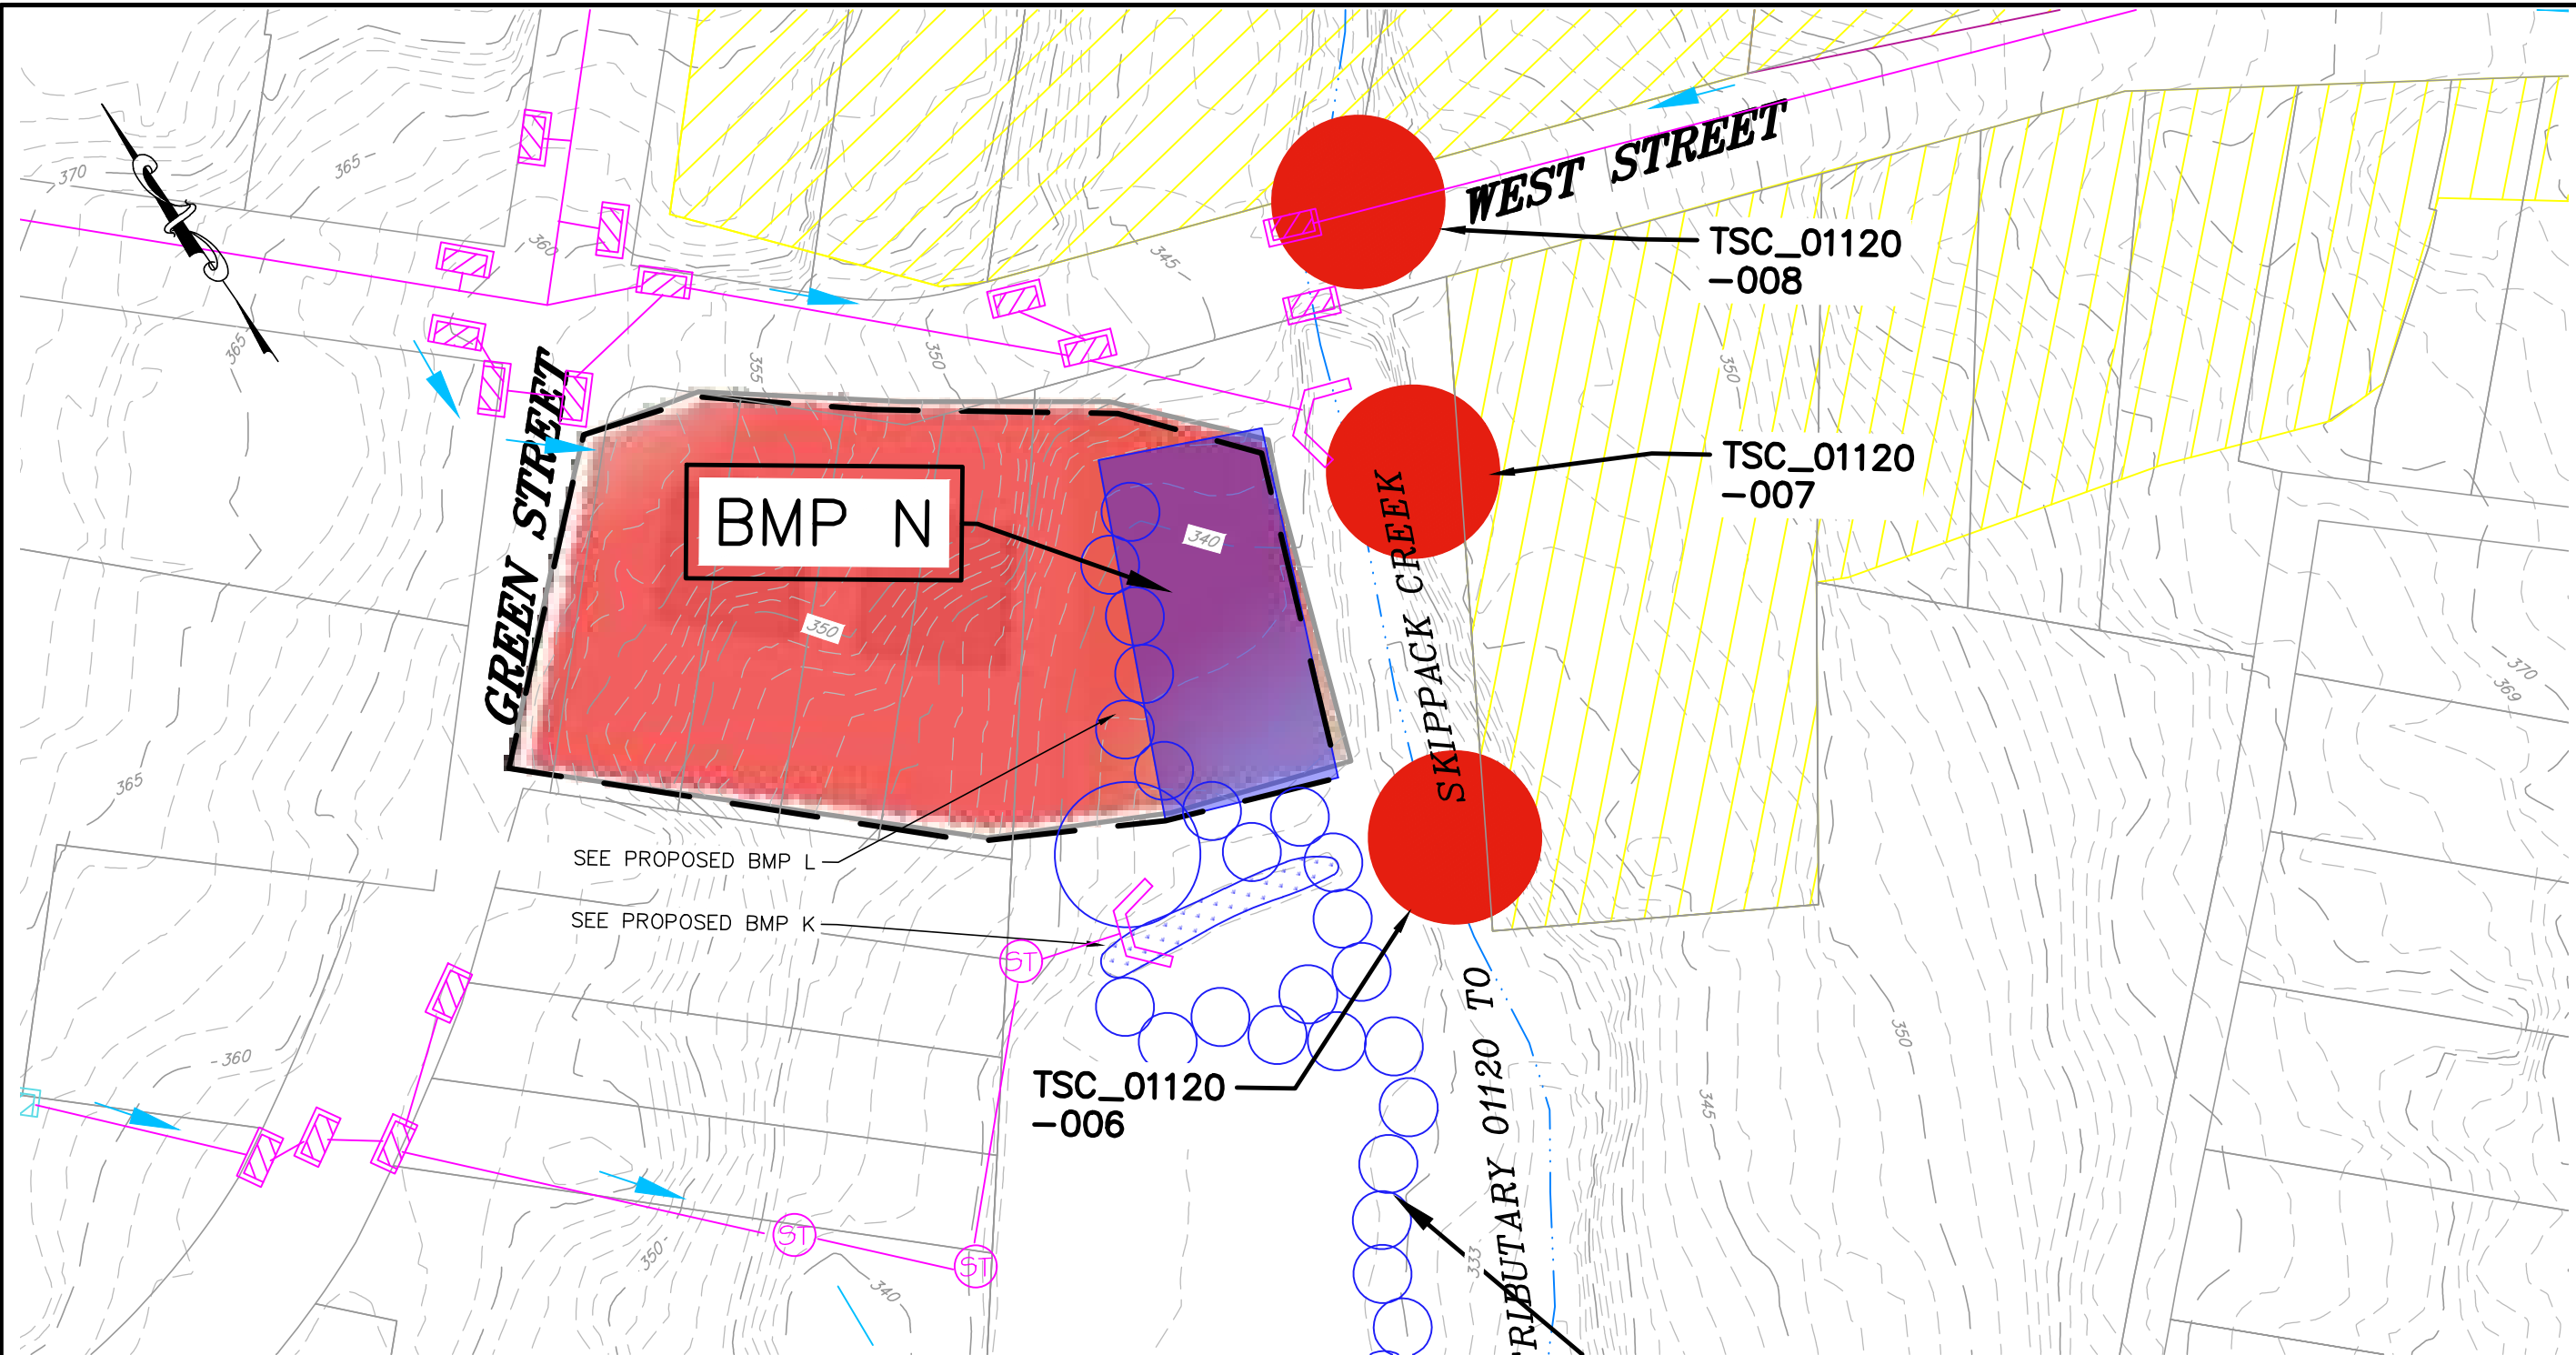 370
365
360
365
345
WEST STREET
TSC_01120
-008
355
350
350
GREEN STREET
BMP N
340
350
TSC_01120
-007
SKIPPACK CREEK
370
369
365
SEE PROPOSED BMP L
SEE PROPOSED BMP K
ST
TSC_01120
-006
TRIBUTARY 01120 TO
360
350
345
ST
ST
350
340
333